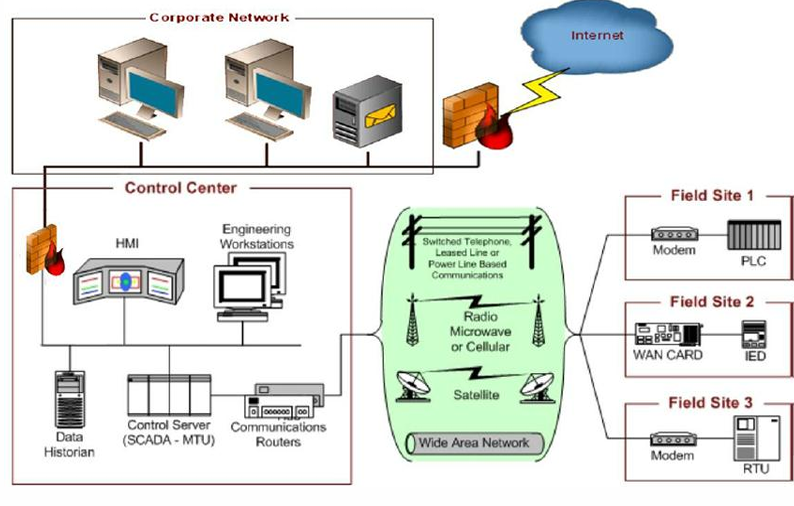 Corporate Network
Internet
Control Center
HMI
Engineering
Workstations
Data
Historian
Control Server
(SCADA - MTU)
Communications
Routers
Switched Telephone,
Leased Line or
Power Line Based
Communications
Radio
Microwave
or Cellular
Satellite
Wide Area Network
Field Site 1
Modem
PLC
Field Site 2
WAN CARD
IED
Field Site 3
Modem
RTU